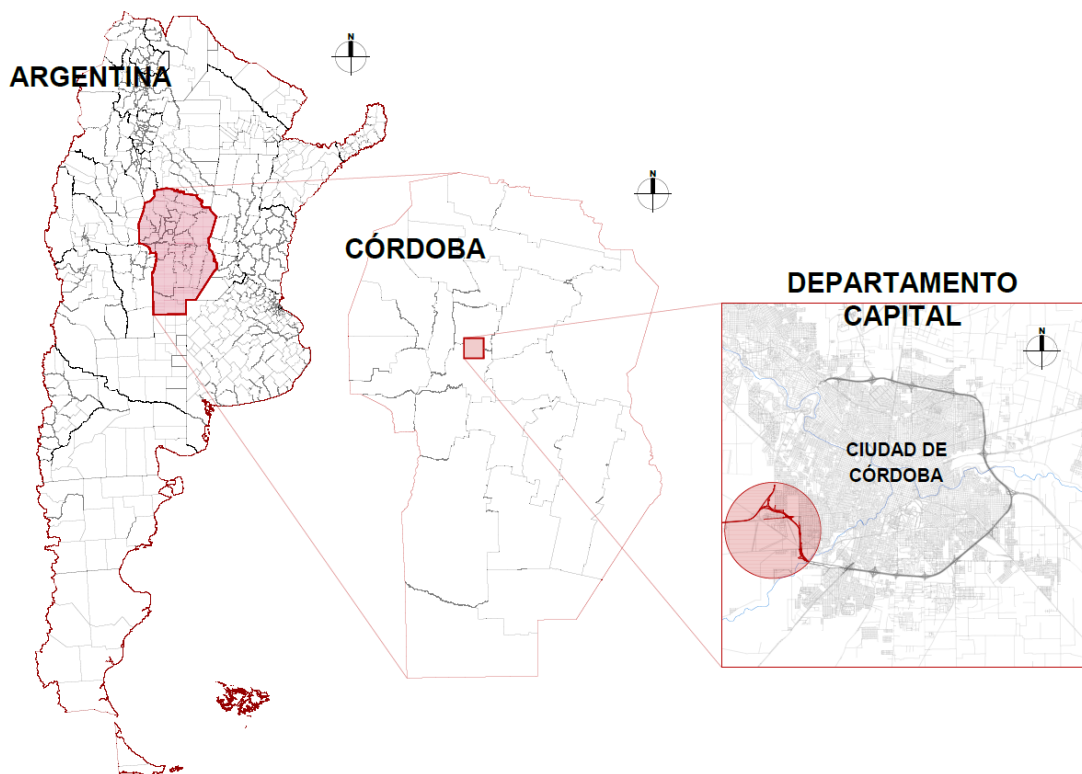 N
ARGENTINA
N
CÓRDOBA
DEPARTAMENTO
CAPITAL
N
CIUDAD DE
CÓRDOBA